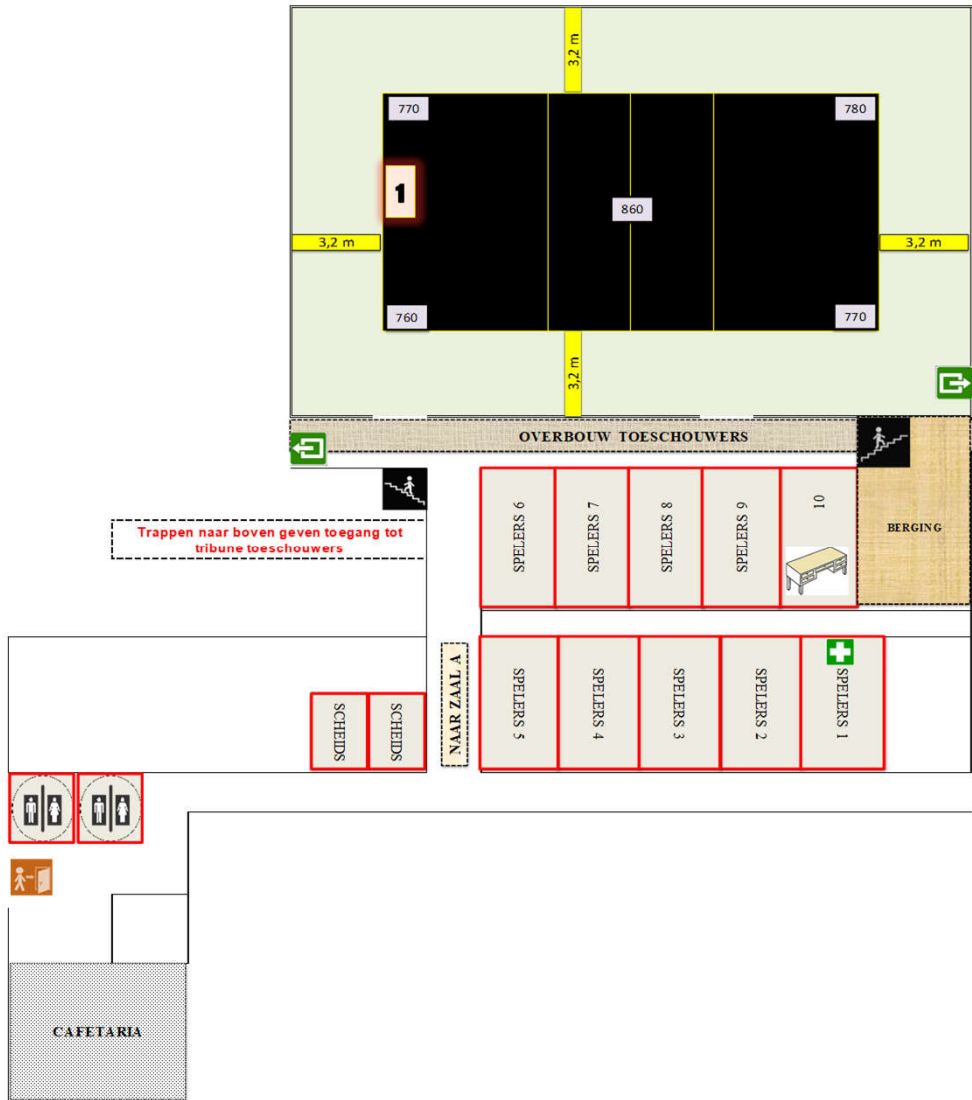 3,2 m
770
780
1
860
3,2 m
3,2 m
760
770
3,2 m
OVERBOUW TOESCHOUWERS
SPELERS 6
SPELERS 7
SPELERS 8
SPELERS 9
10
BERGING
Trappen naar boven geven toegang tot
tribune toeschouwers
SCHEIDS
SCHEIDS
NAAR ZAAL A
SPELERS 5
SPELERS 4
SPELERS 3
SPELERS 2
SPELERS 1
CAFETARIA